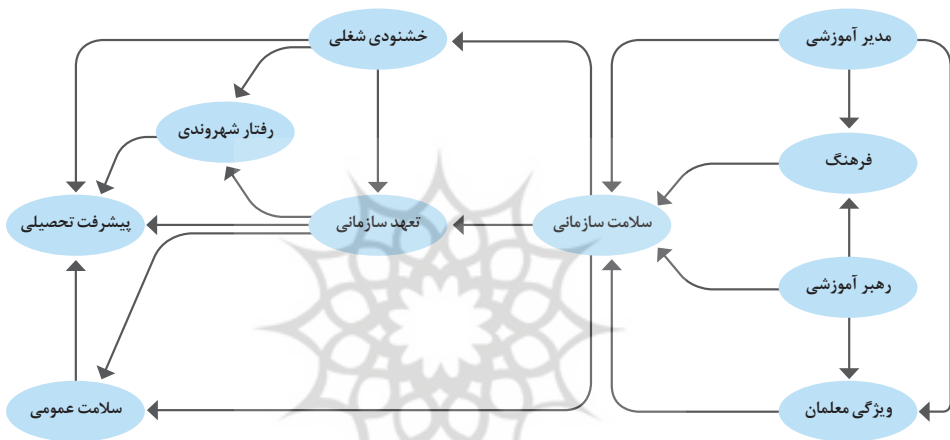 مدیر آموزشی
خشنودی شغلی
رفتار شهروندی
فرهنگ
سلامت سازمانی
تعهد سازمانی
پیشرفت تحصیلی
رهبر آموزشی
ویژگی معلمان
سلامت عمومی